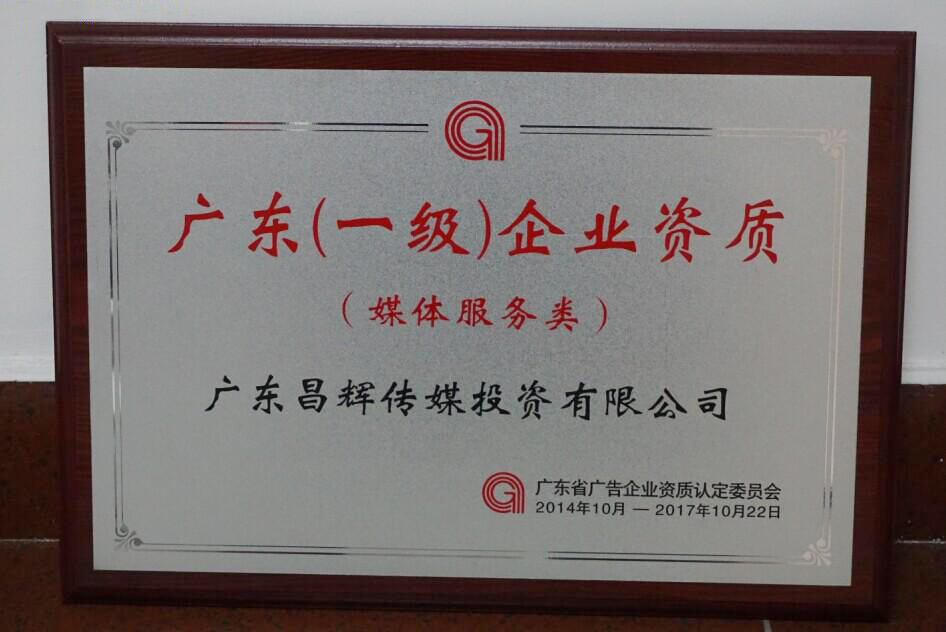 广东(一级)企业资质
(媒体服务类)
广东昌辉传媒投资有限公司
广东省广告企业资质认定委员会
2014年10月 — 2017年10月22日